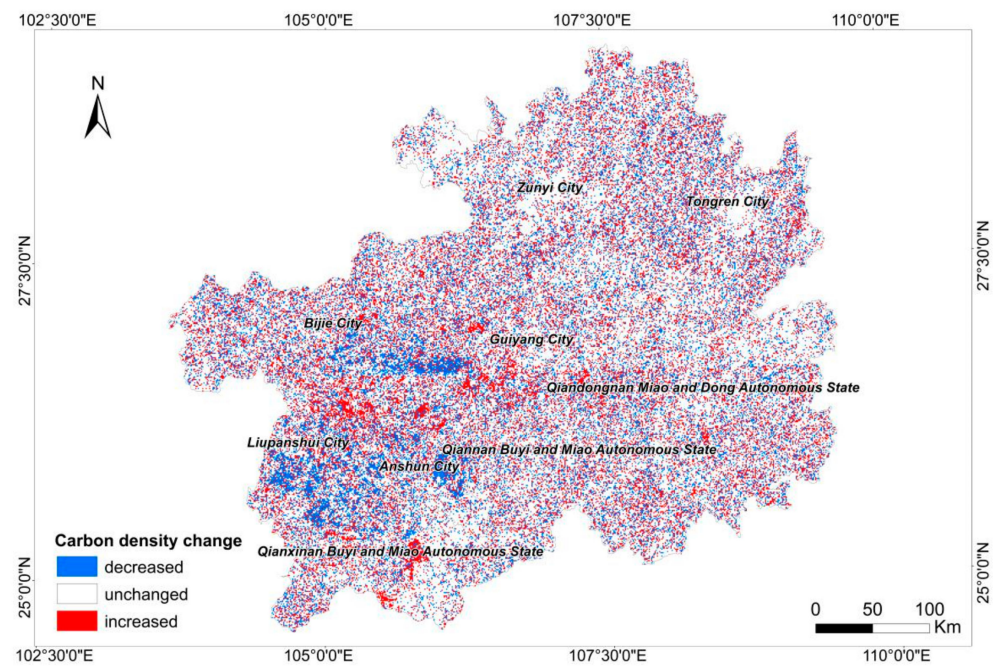 102°30'0"E 105°0'0"E 107°30'0"E 110°0'0"E
N
Zunyi City
Tongren City
27°30'0"N
27°30'0"N
Bijie City
Guiyang City
Qiandongnan Miao and Dong Autonomous State
Liupanshui City
Qiannan Buyi and Miao Autonomous State
Anshun City
Carbon density change
Qianxinan Buyi and Miao Autonomous State
decreased
unchanged
increased
25°0'0"N
25°0'0"N
0 50 100
Km
102°30'0"E 105°0'0"E 107°30'0"E 110°0'0"E